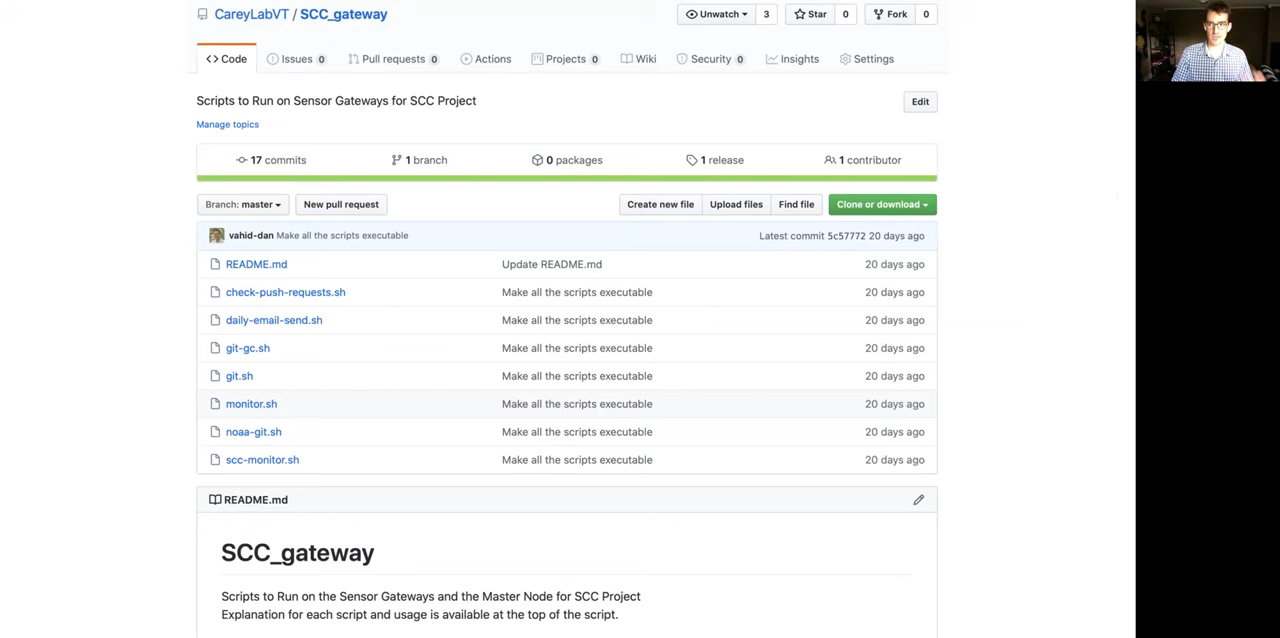 CareyLabVT / SCC_gateway Unwatch 3 Star 0 Fork 0
Code Issues 0 Pull requests 0 Actions Projects 0 Wiki Security 0 Insights Settings
Scripts to Run on Sensor Gateways for SCC Project Edit
Manage topics
17 commits 1 branch 0 packages 1 release 1 contributor
Branch: master New pull request Create new file Upload files Find file Clone or download
vahid-dan Make all the scripts executable Latest commit 5c57772 20 days ago
README.md Update README.md 20 days ago
check-push-requests.sh Make all the scripts executable 20 days ago
daily-email-send.sh Make all the scripts executable 20 days ago
git-gc.sh Make all the scripts executable 20 days ago
git.sh Make all the scripts executable 20 days ago
monitor.sh Make all the scripts executable 20 days ago
noaa-git.sh Make all the scripts executable 20 days ago
scc-monitor.sh Make all the scripts executable 20 days ago
README.md
SCC_gateway
Scripts to Run on the Sensor Gateways and the Master Node for SCC Project
Explanation for each script and usage is available at the top of the script.